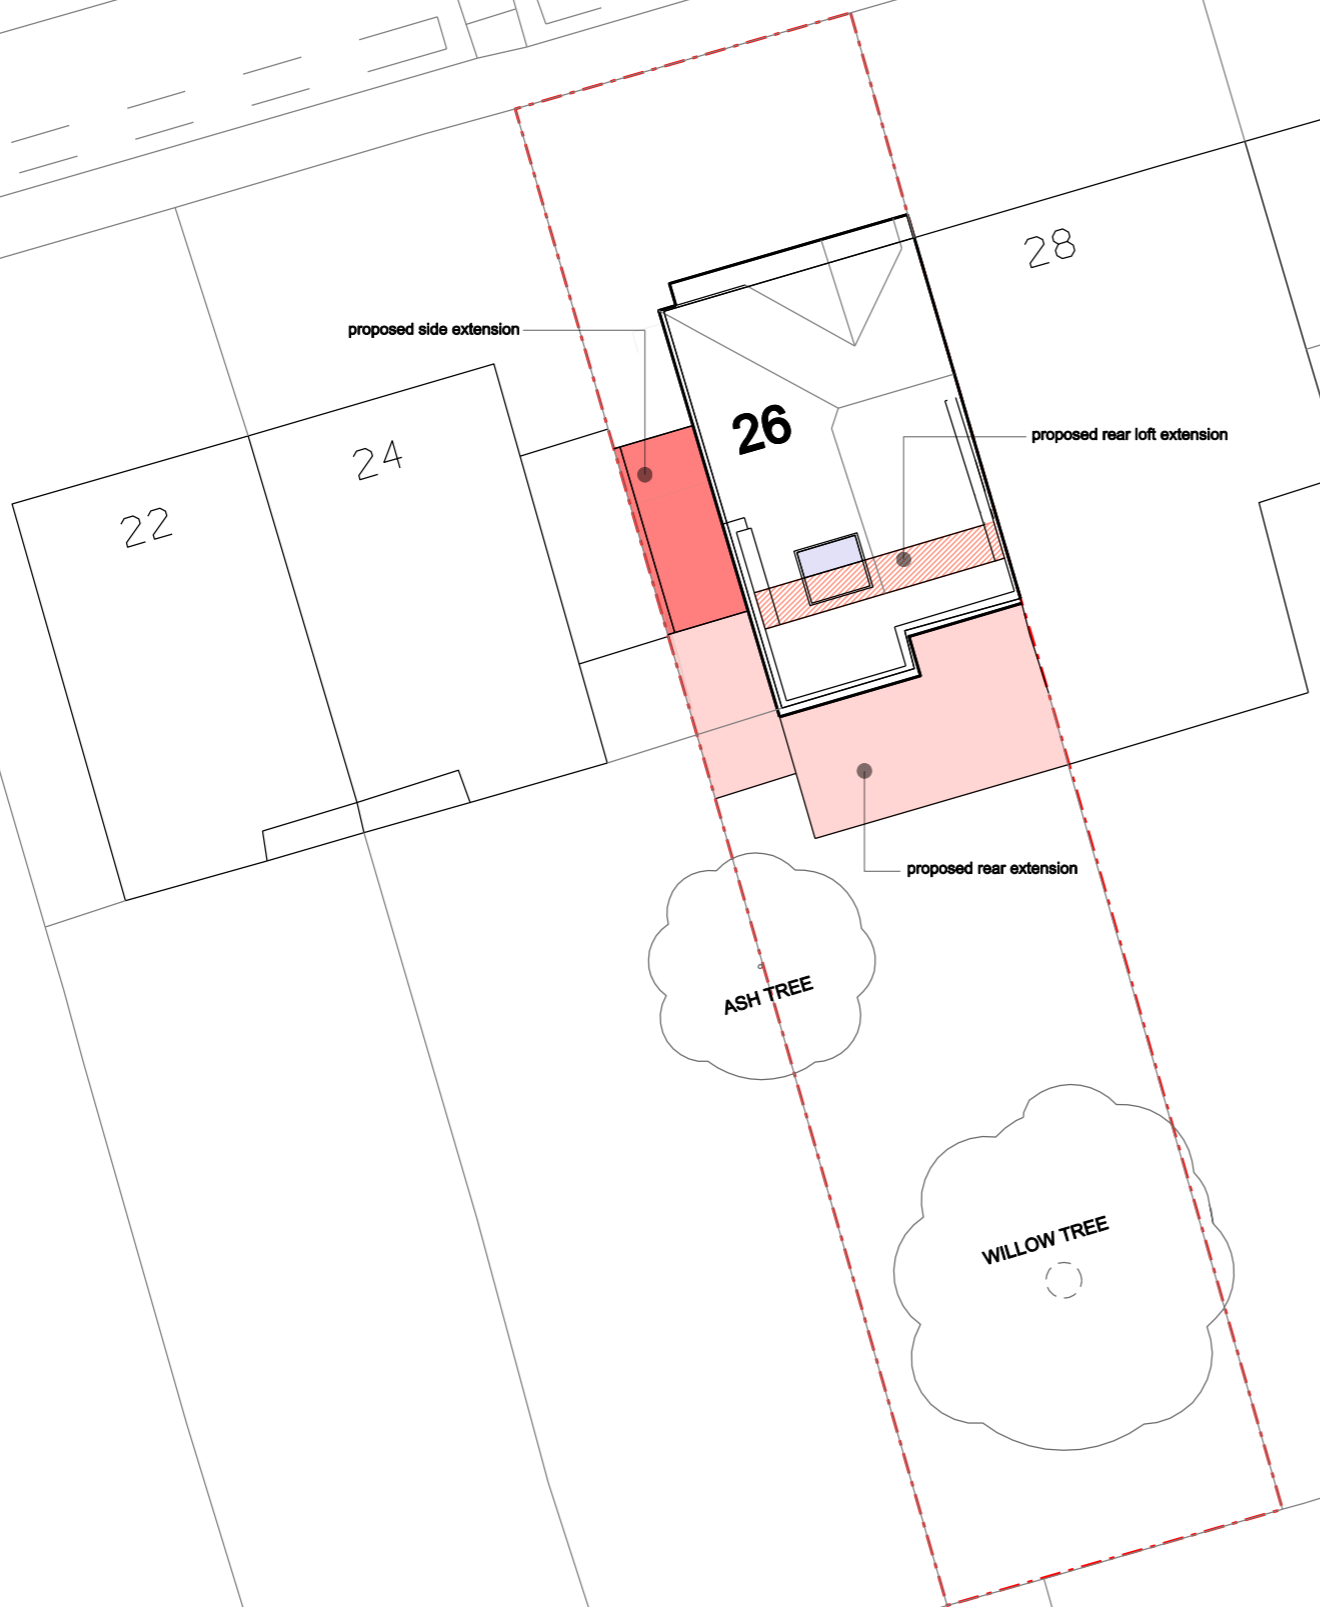 28
proposed side extension
26
proposed rear loft extension
24
22
proposed rear extension
ASH TREE
WILLOW TREE